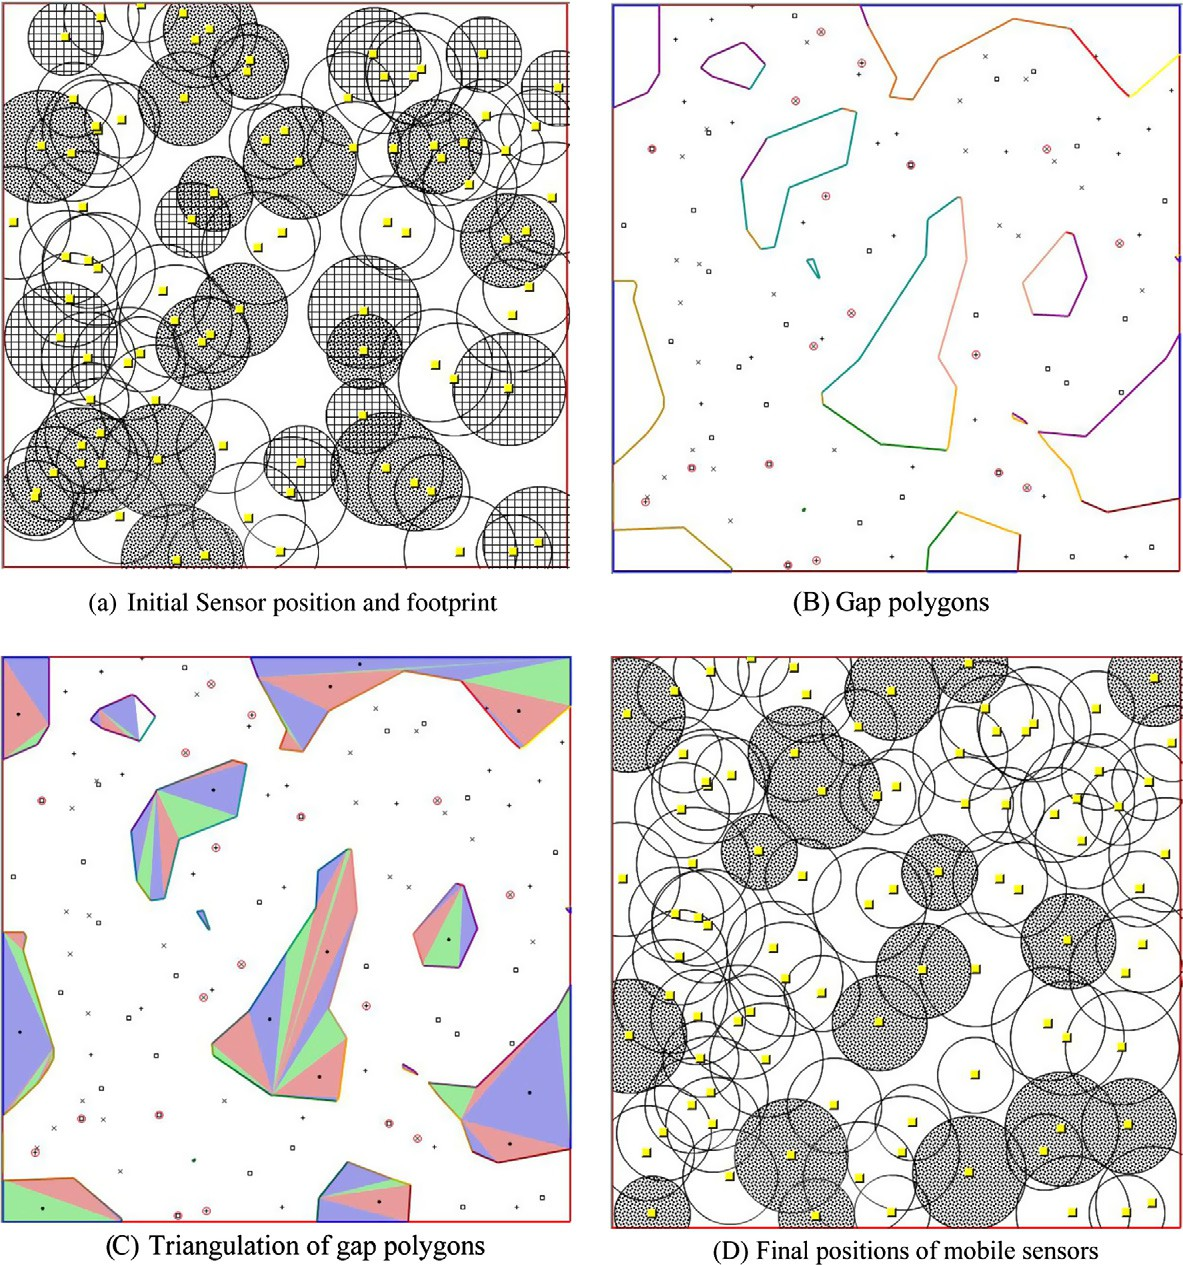 (a) Initial Sensor position and footprint
(B) Gap polygons
(C) Triangulation of gap polygons
(D) Final positions of mobile sensors